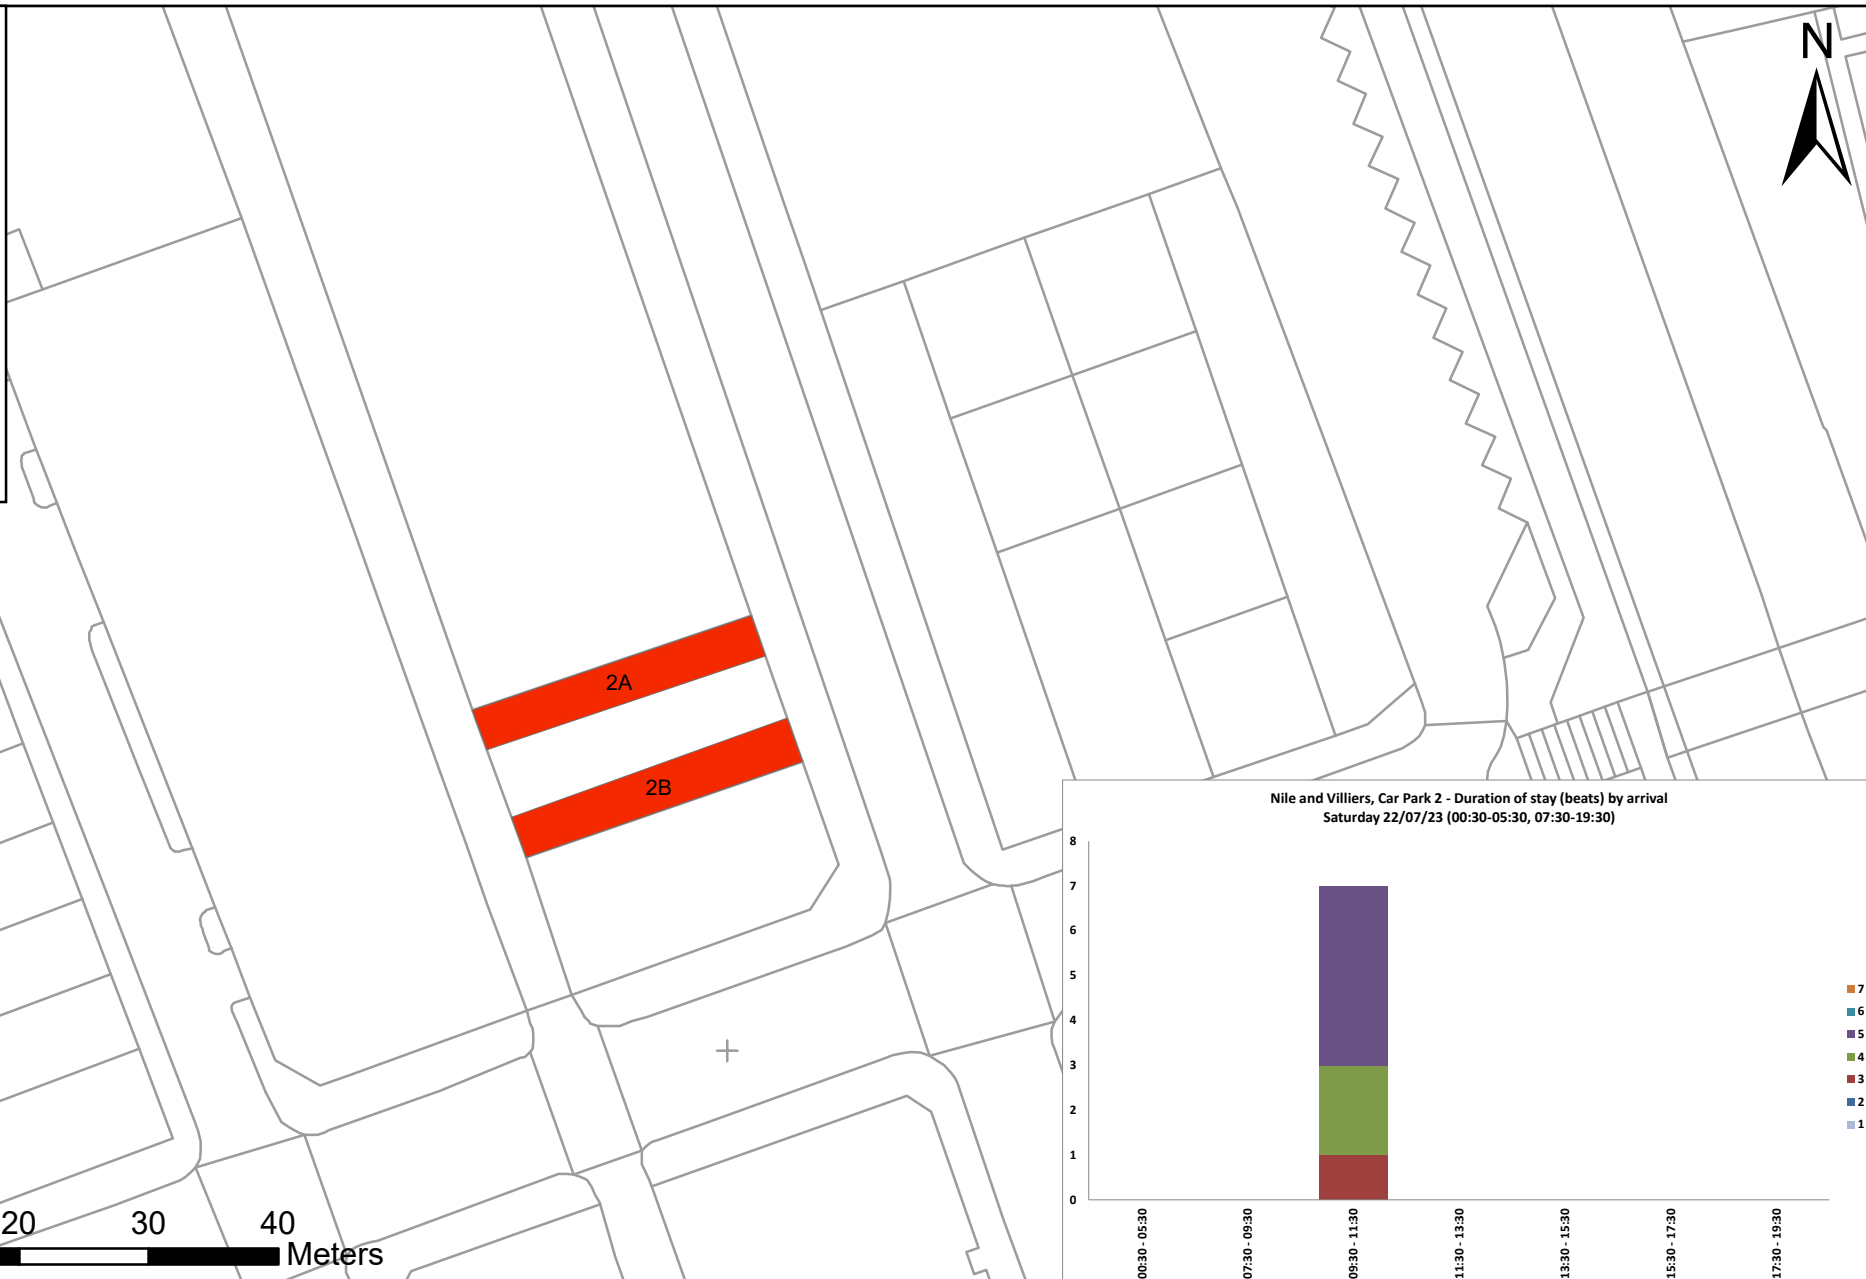 N
2A
2B
Nile and Villiers, Car Park 2 - Duration of stay (beats) by arrival
Saturday 22/07/23 (00:30-05:30, 07:30-19:30)
8
7
6
5
4
3
2
1
0
7
6
5
4
3
2
1
00:30 - 05:30
07:30 - 09:30
09:30 - 11:30
11:30 - 13:30
13:30 - 15:30
15:30 - 17:30
17:30 - 19:30
20 30 40
Meters